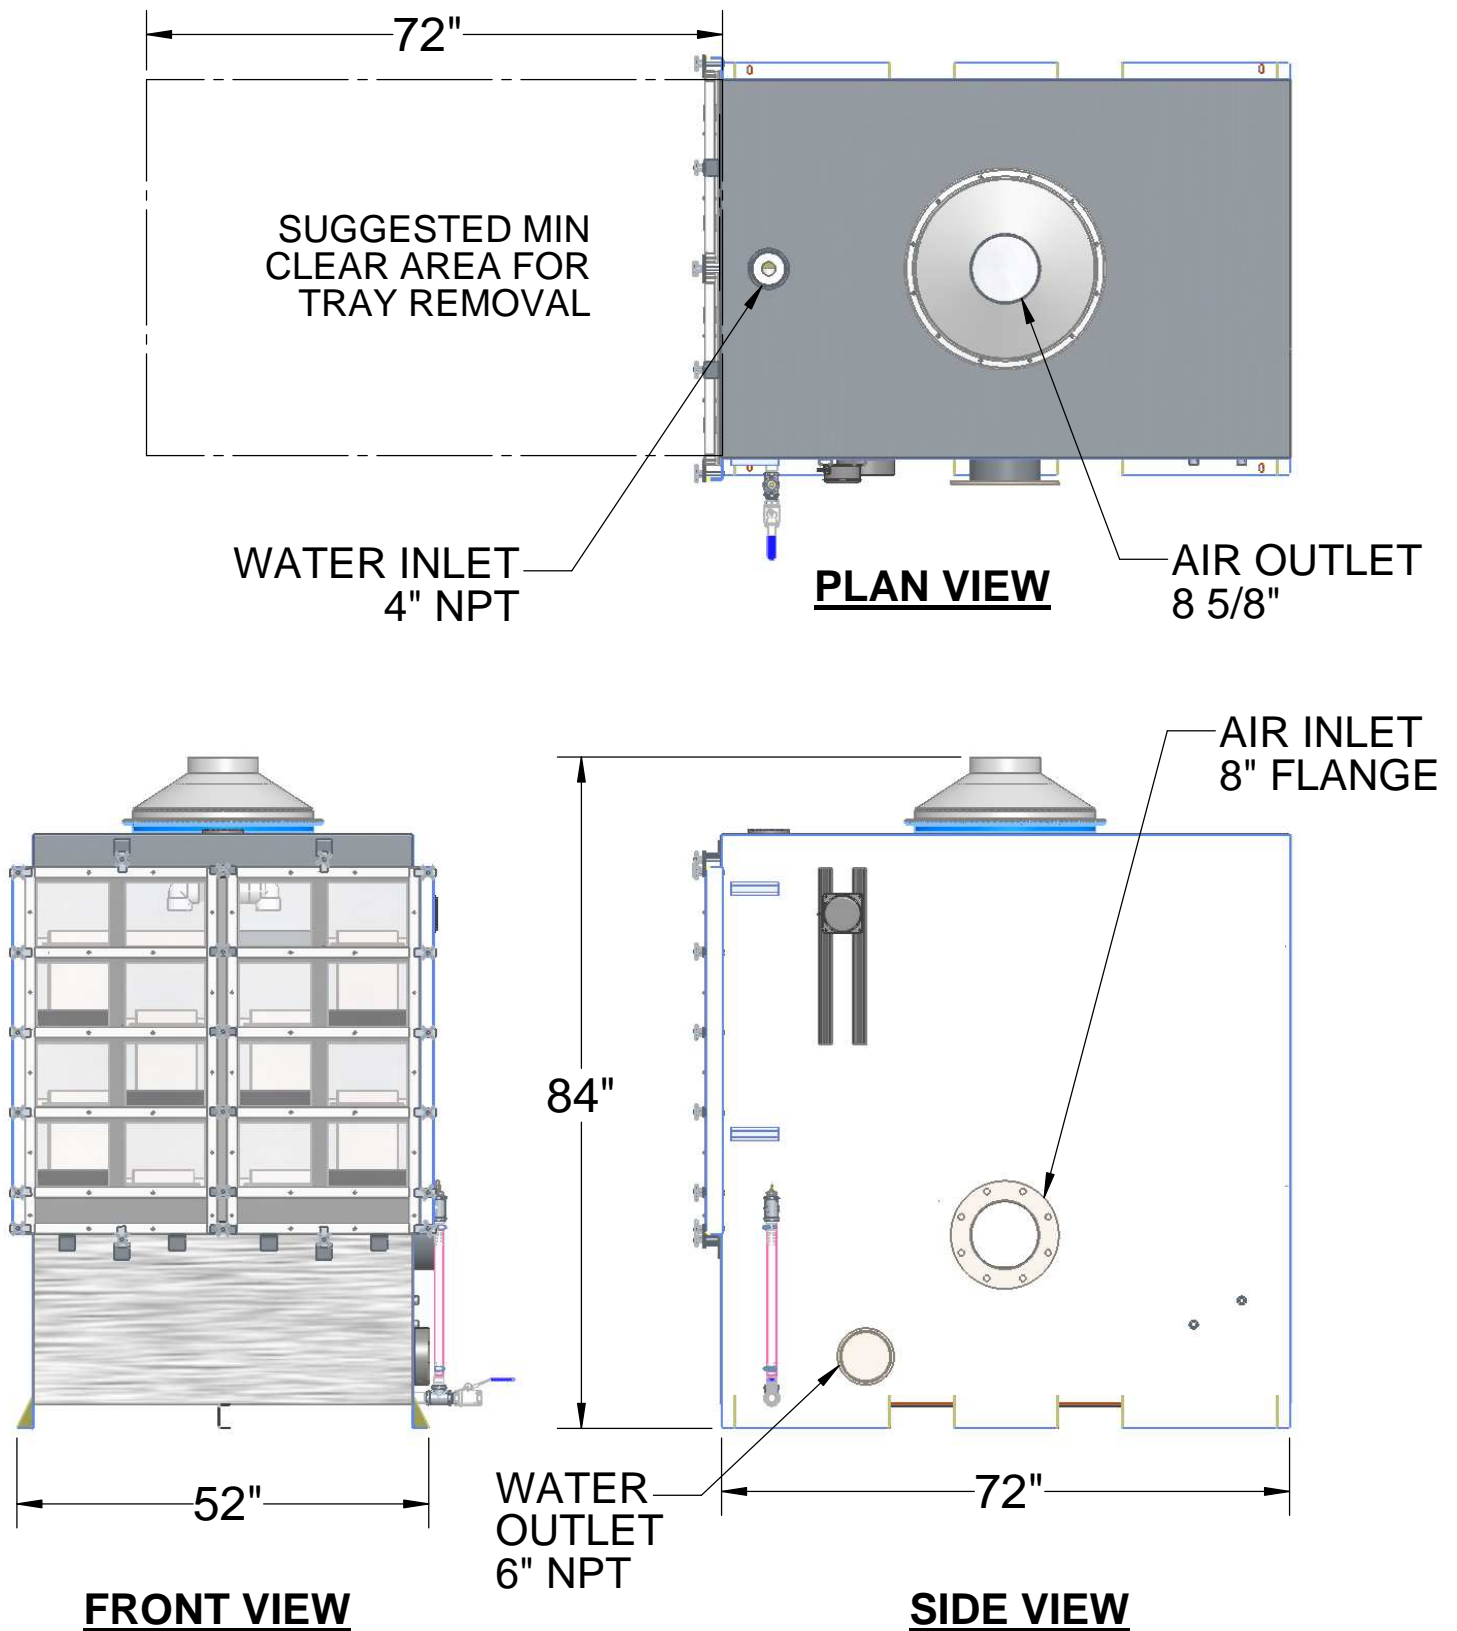 72"
SUGGESTED MIN
CLEAR AREA FOR
TRAY REMOVAL
WATER INLET
4" NPT
PLAN VIEW
AIR OUTLET
8 5/8"
AIR INLET
8" FLANGE
84"
52"
WATER
OUTLET
6" NPT
72"
FRONT VIEW
SIDE VIEW